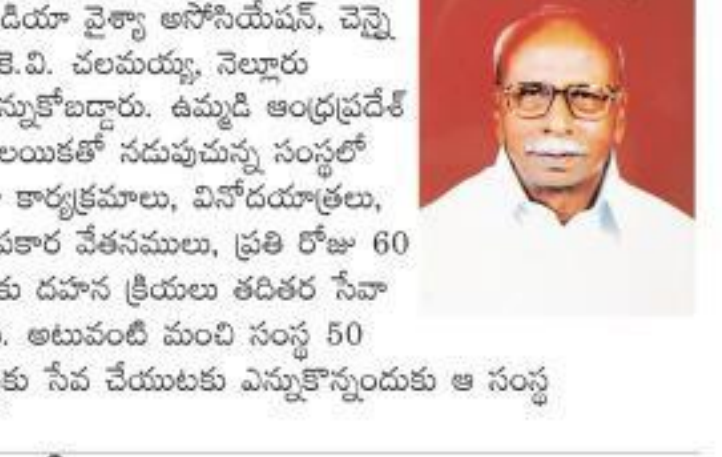 డియా వైశ్యా అసోసియేషన్, చెన్నై
కె.వి. చలమయ్య, నెల్లూరు
న్నుకోబడ్డారు. ఉమ్మడి ఆంధ్రప్రదేశ్
లయికతో నడుపుచున్న సంస్థలో
కార్యక్రమాలు, వినోదయాత్రలు,
పకార వేతనములు, ప్రతి రోజు 60
కు దహన క్రియలు తదితర సేవా
. అటువంటి మంచి సంస్థ 50
కు సేవ చేయుటకు ఎన్నుకొన్నందుకు ఆ సంస్థ